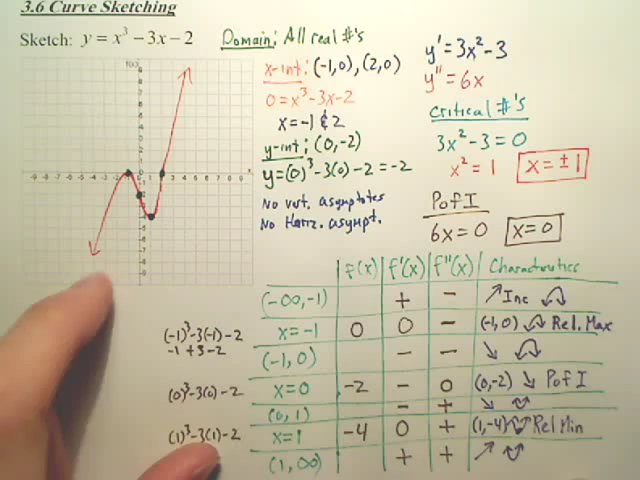 3.6 Curve Sketching
Sketch: y = x³ − 3x − 2
Domain: All real #'s
x-int: (-1,0), (2,0)
0 = x³ - 3x - 2
x = -1 & 2
y-int: (0,-2)
y = (0)³ - 3(0) - 2 = -2
No vert. asymptotes
No Horiz. asympt.
y' = 3x² - 3
y'' = 6x
Critical #'s
3x² - 3 = 0
x² = 1 x = ±1
P of I
6x = 0 x = 0
f(x) f'(x) f''(x) Characteristics
(-∞,-1) + - ↗ Inc
x = -1 0 0 - (-1,0) Rel. Max
(-1,0) - - ↘
x = 0 -2 - 0 (0,-2) ↘ P of I
(0,1) - + ↘
x = 1 -4 0 + (1,-4) Rel Min
(1,∞) + + ↗
(-1)³ - 3(-1) - 2
-1 + 3 - 2
(0)³ - 3(0) - 2
(1)³ - 3(1) - 2